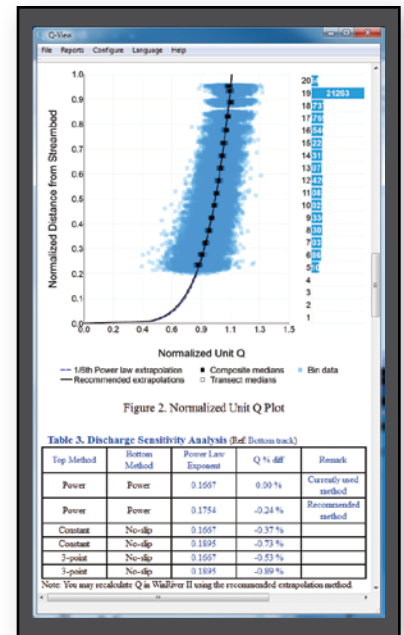 Q-View
File Reports Configure Language Help
1.0
0.9
0.8
0.7
0.6
0.5
0.4
0.3
0.2
0.1
0.0
Normalized Distance from Streambed
0.0 0.2 0.4 0.6 0.9 1.1 1.3 1.5
Normalized Unit Q
20
19 21253
18
17
16
15
14
13
12
11
10
9
8
7
6
5
4
3
2
1
1/6th Power law extrapolation
Composite medians
Bin data
Recommended extrapolations
Transect medians
Figure 2. Normalized Unit Q Plot
Table 3. Discharge Sensitivity Analysis (Ref: Bottom track)
Top Method Bottom Method Power Law Exponent Q % diff Remark
Power Power 0.1667 0.00 % Currently used method
Power Power 0.1754 -0.24 % Recommended method
Constant No-slip 0.1667 -0.37 %
Constant No-slip 0.1895 -0.73 %
3-point No-slip 0.1667 -0.53 %
3-point No-slip 0.1895 -0.89 %
Note: You may recalculate Q in WinRiver II using the recommended extrapolation method.